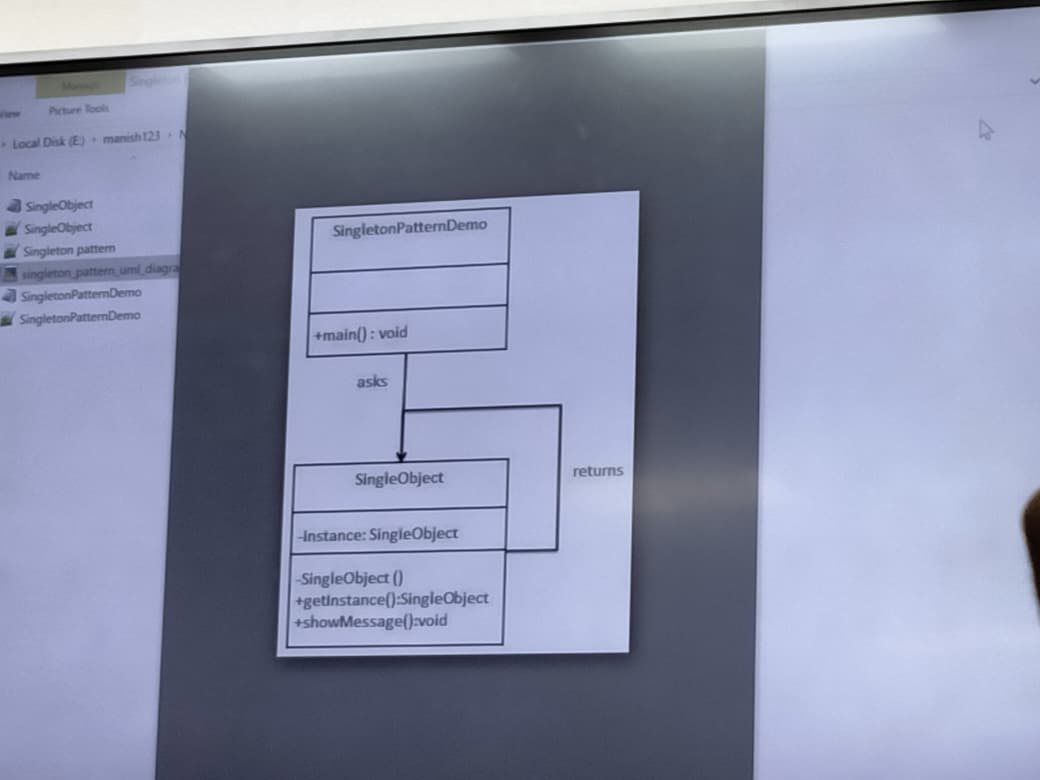 Manage
View
Picture Tools
Local Disk (E:) › manish123 ›
Name
SingleObject
SingleObject
Singleton pattern
singleton_pattern_uml_diagra
SingletonPatternDemo
SingletonPatternDemo
SingletonPatternDemo
+main() : void
asks
returns
SingleObject
-instance: SingleObject
-SingleObject ()
+getInstance():SingleObject
+showMessage():void